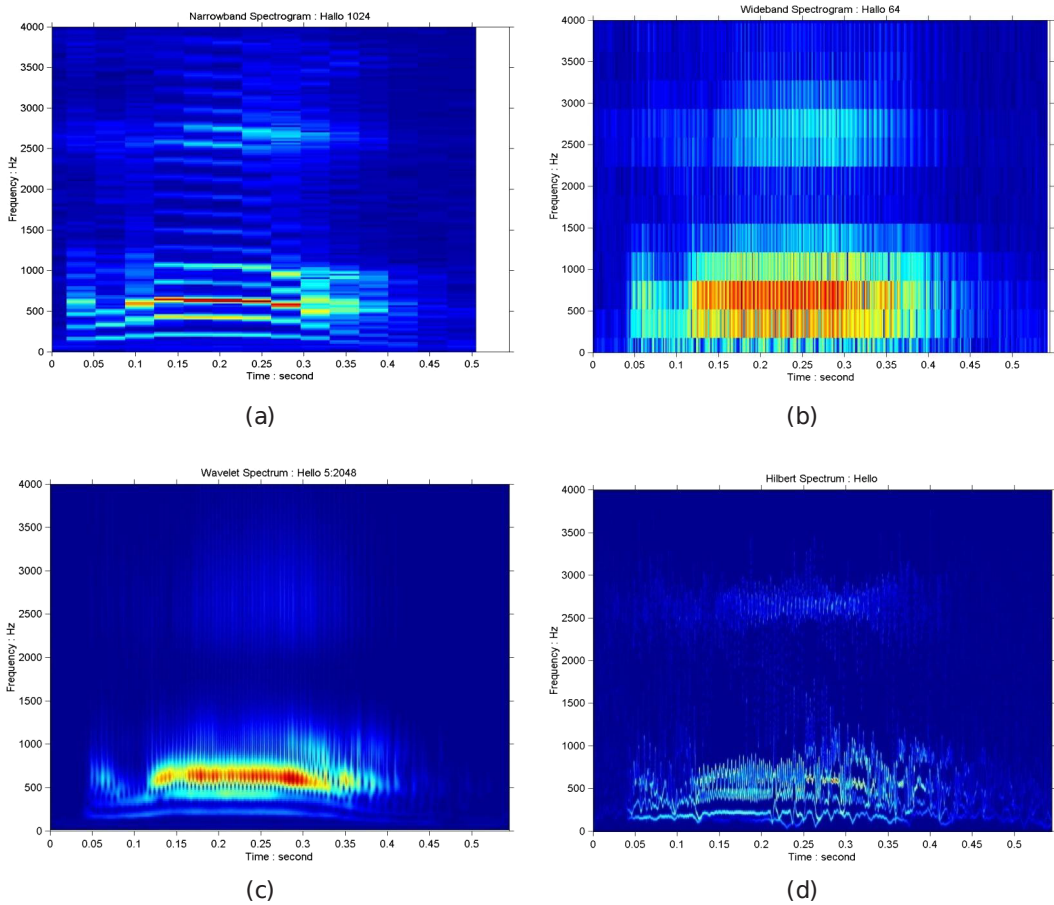 Narrowband Spectrogram : Hallo 1024
4000
3500
3000
2500
2000
1500
1000
500
0
Frequency : Hz
0 0.05 0.1 0.15 0.2 0.25 0.3 0.35 0.4 0.45 0.5
Time : second
(a)
Wideband Spectrogram : Hallo 64
4000
3500
3000
2500
2000
1500
1000
500
0
Frequency : Hz
0 0.05 0.1 0.15 0.2 0.25 0.3 0.35 0.4 0.45 0.5
Time : second
(b)
Wavelet Spectrum : Hello 5:2048
4000
3500
3000
2500
2000
1500
1000
500
0
Frequency : Hz
0 0.05 0.1 0.15 0.2 0.25 0.3 0.35 0.4 0.45 0.5
Time : second
(c)
Hilbert Spectrum : Hello
4000
3500
3000
2500
2000
1500
1000
500
0
Frequency : Hz
0 0.05 0.1 0.15 0.2 0.25 0.3 0.35 0.4 0.45 0.5
Time : second
(d)